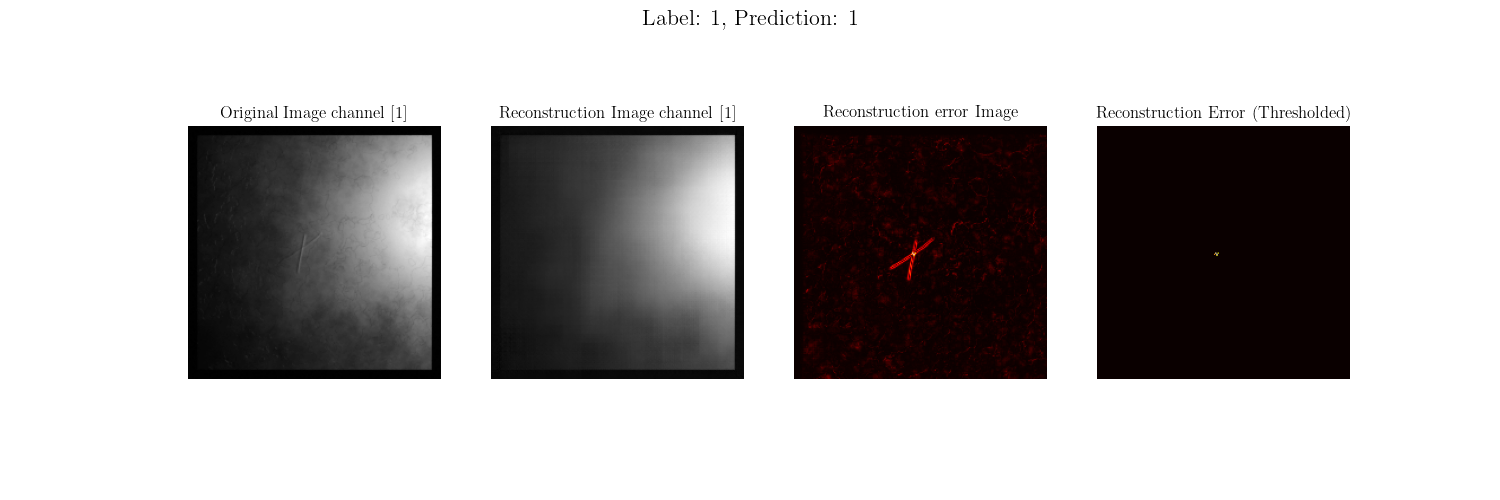 Label: 1, Prediction: 1
Original Image channel [1]
Reconstruction Image channel [1]
Reconstruction error Image
Reconstruction Error (Thresholded)